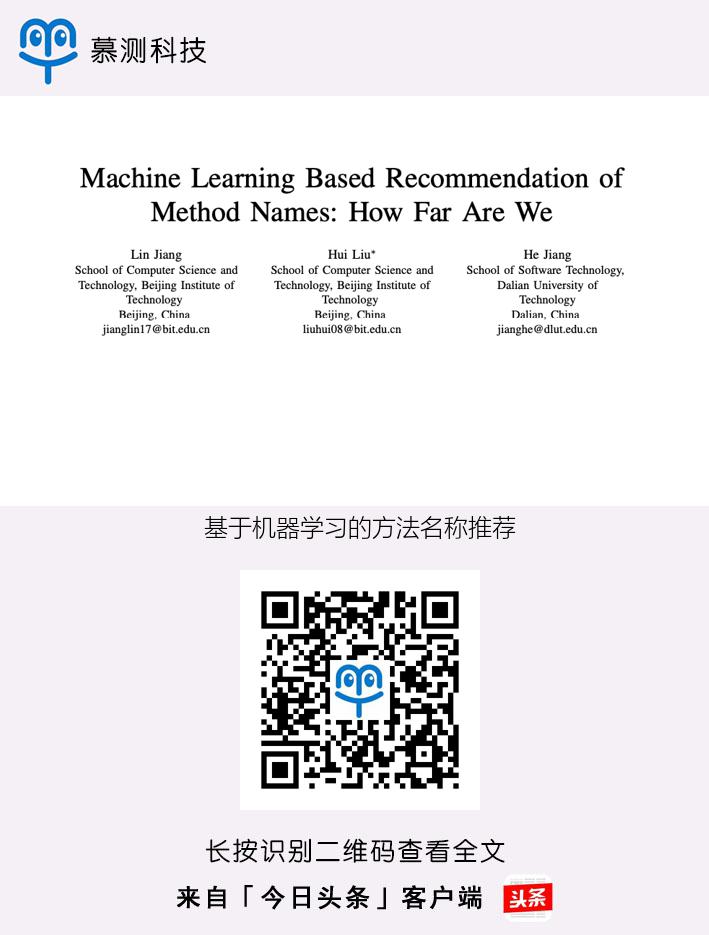 慕测科技
Machine Learning Based Recommendation of
Method Names: How Far Are We
Lin Jiang
School of Computer Science and
Technology, Beijing Institute of
Technology
Beijing, China
jianglin17@bit.edu.cn
Hui Liu*
School of Computer Science and
Technology, Beijing Institute of
Technology
Beijing, China
liuhui08@bit.edu.cn
He Jiang
School of Software Technology,
Dalian University of
Technology
Dalian, China
jianghe@dlut.edu.cn
基于机器学习的方法名称推荐
长按识别二维码查看全文
来自「今日头条」客户端
头条